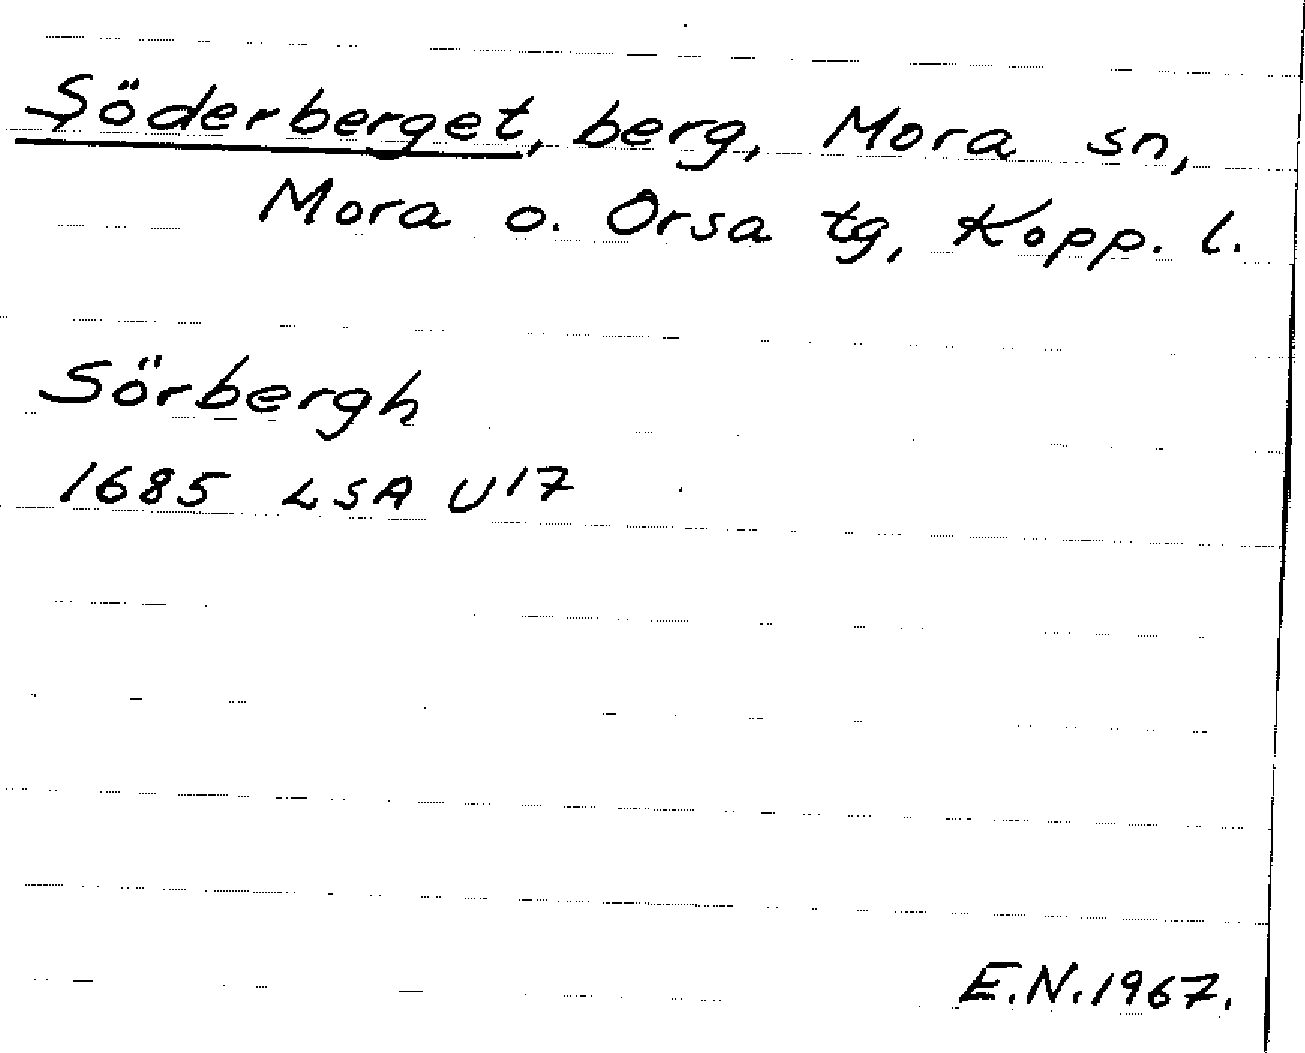 Söderberget, berg, Mora sn,
Mora o. Orsa tg, Kopp. l.
Sörbergh
1685 LSA U17
E.N. 1967.